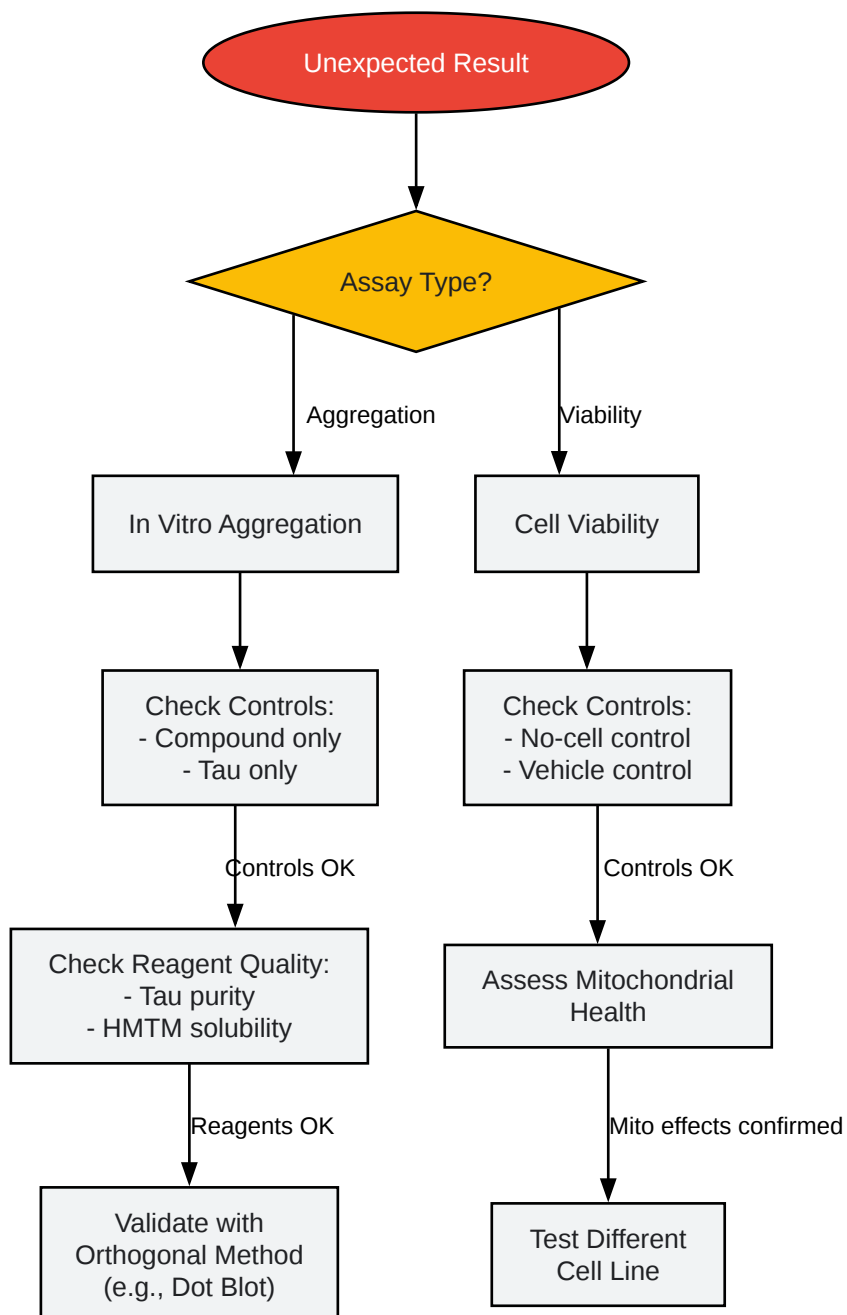 Unexpected Result
Assay Type?
Aggregation
Viability
In Vitro Aggregation
Cell Viability
Check Controls:
- Compound only
- Tau only
Check Controls:
- No-cell control
- Vehicle control
Controls OK
Controls OK
Check Reagent Quality:
- Tau purity
- HMTM solubility
Assess Mitochondrial
Health
Reagents OK
Mito effects confirmed
Validate with
Orthogonal Method
(e.g., Dot Blot)
Test Different
Cell Line